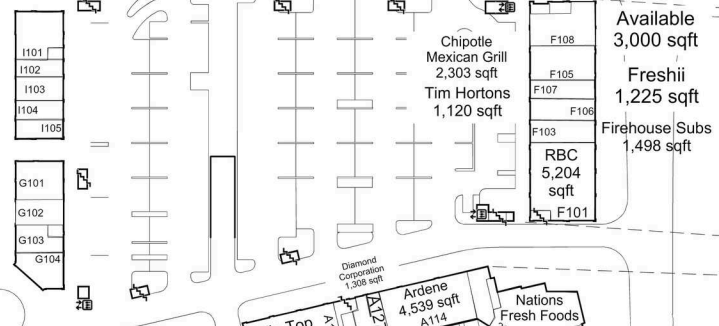 I101
I102
I103
I104
I105
G101
G102
G103
G104
Chipotle
Mexican Grill
2,303 sqft
Tim Hortons
1,120 sqft
F108
F105
F107
F106
F103
RBC
5,204
sqft
F101
Available
3,000 sqft
Freshii
1,225 sqft
Firehouse Subs
1,498 sqft
Diamond
Corporation
1,308 sqft
Top
A12
Ardene
4,539 sqft
A114
Nations
Fresh Foods